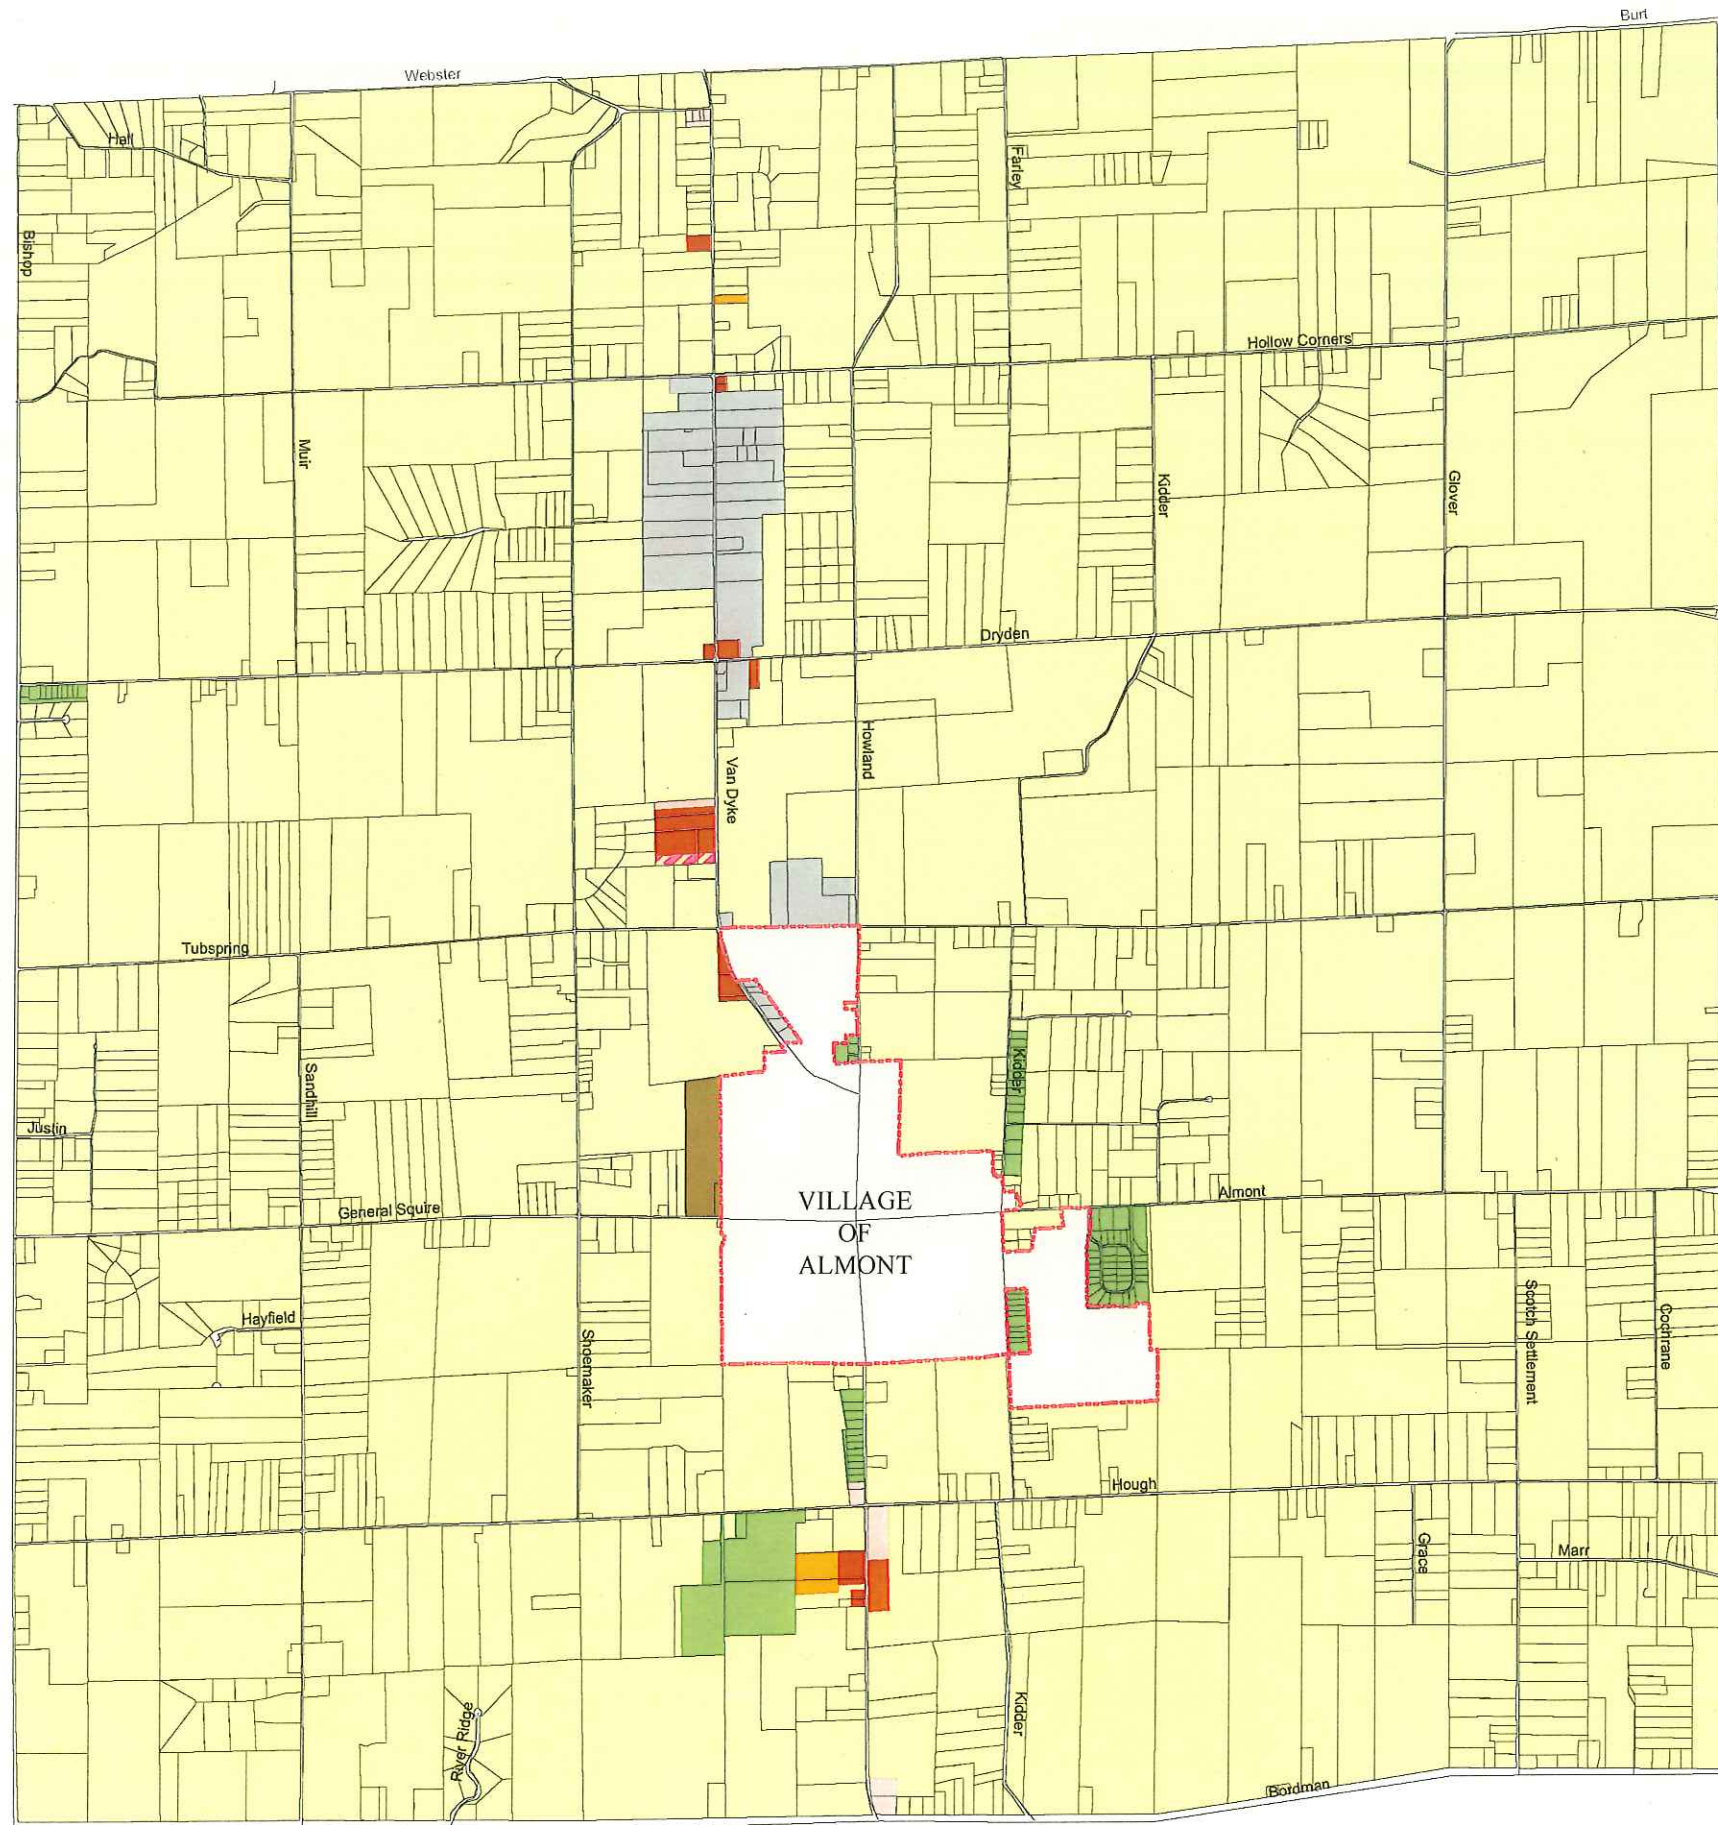 Burt
Webster
Hall
Farley
Bishop
Hollow Corners
Muir
Kidder
Glover
Dryden
Howland
Van Dyke
Tubspring
Kidder
Sandhill
Justin
VILLAGE
OF
ALMONT
Almont
General Squire
Hayfield
Shoemaker
Scotch Settlement
Cochrane
Hough
Grace
Marr
River Ridge
Kidder
Bordman